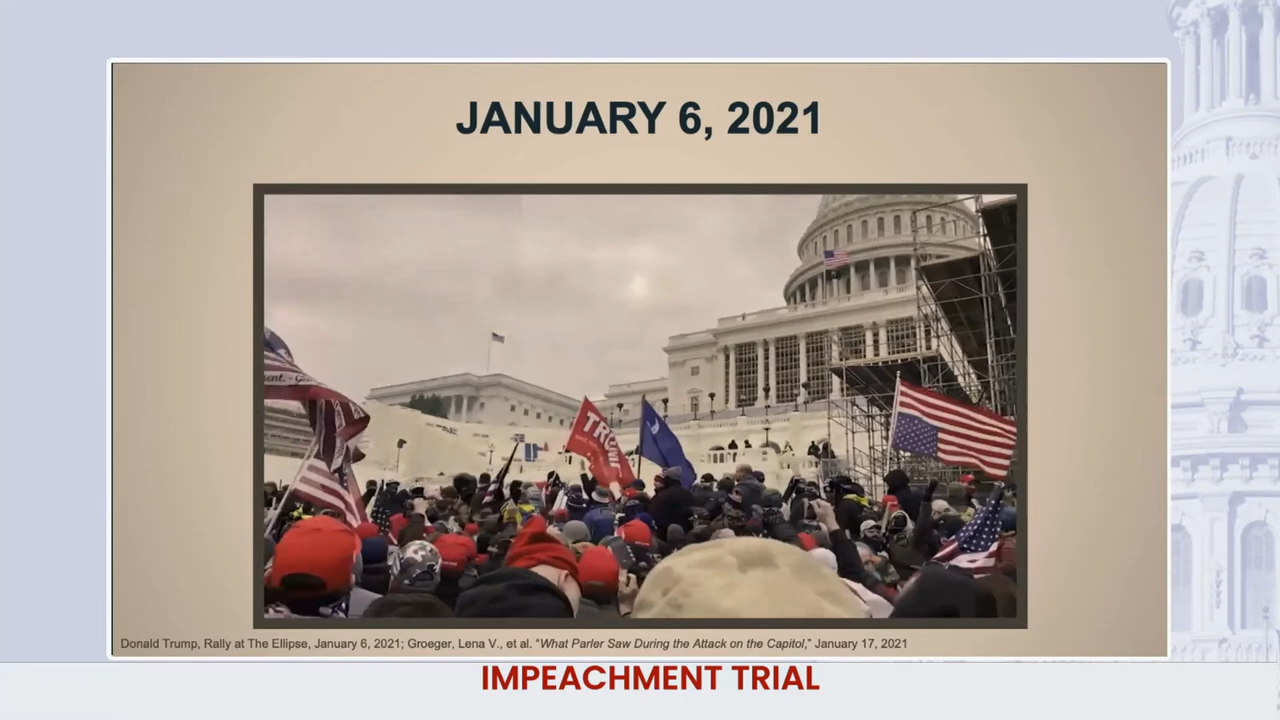 JANUARY 6, 2021
TRUMP
Donald Trump, Rally at The Ellipse, January 6, 2021; Groeger, Lena V., et al. “What Parler Saw During the Attack on the Capitol,” January 17, 2021
IMPEACHMENT TRIAL